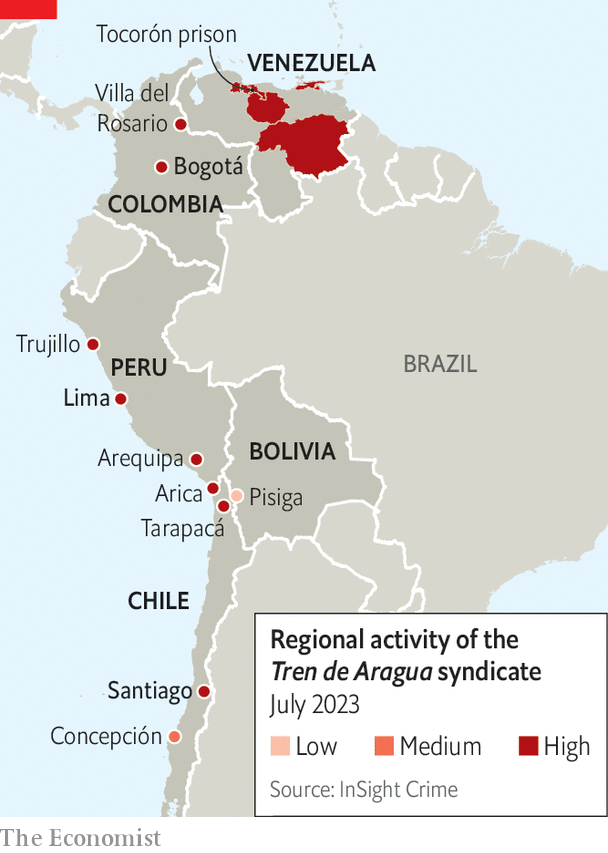 Tocorón prison
VENEZUELA
Villa del
Rosario
Bogotá
COLOMBIA
Trujillo
PERU
BRAZIL
Lima
BOLIVIA
Arequipa
Arica
Pisiga
Tarapacá
CHILE
Santiago
Concepción
Regional activity of the
Tren de Aragua syndicate
July 2023
Low Medium High
Source: InSight Crime
The Economist